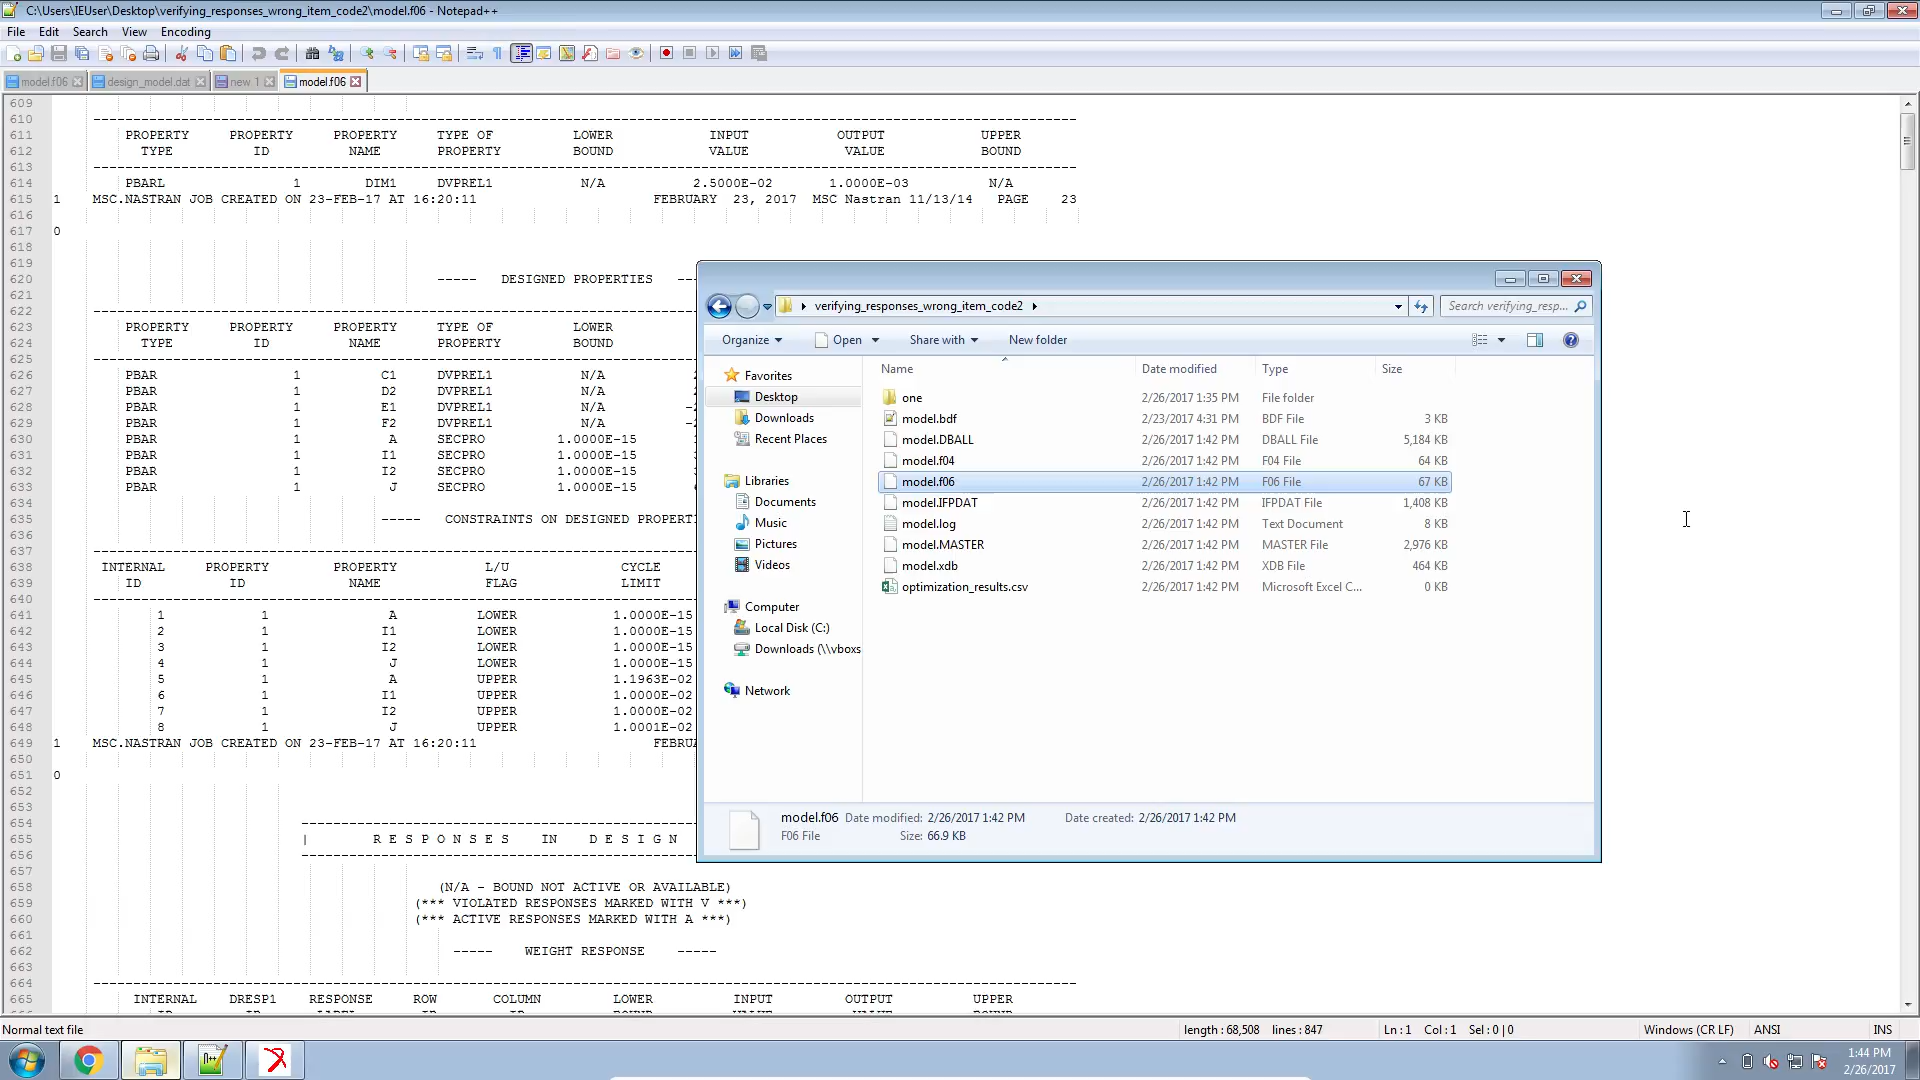 C:\Users\IEUser\Desktop\verifying_responses_wrong_item_code2\model.f06 - Notepad++
File Edit Search View Encoding
model.f06 design_model.dat new 1 model.f06
609
610 ----------
611 PROPERTY PROPERTY PROPERTY TYPE OF LOWER INPUT OUTPUT UPPER
612 TYPE ID NAME PROPERTY BOUND VALUE VALUE BOUND
613 ----------
614 PBARL 1 DIM1 DVPREL1 N/A 2.5000E-02 1.0000E-03 N/A
615 1 MSC.NASTRAN JOB CREATED ON 23-FEB-17 AT 16:20:11 FEBRUARY 23, 2017 MSC Nastran 11/13/14 PAGE 23
616
617 0
618
619
620 ----- DESIGNED PROPERTIES --
621
622 ----------
623 PROPERTY PROPERTY PROPERTY TYPE OF LOWER
624 TYPE ID NAME PROPERTY BOUND
625 ----------
626 PBAR 1 C1 DVPREL1 N/A
627 PBAR 1 D2 DVPREL1 N/A
628 PBAR 1 E1 DVPREL1 N/A
629 PBAR 1 F2 DVPREL1 N/A
630 PBAR 1 A SECPRO 1.0000E-15
631 PBAR 1 I1 SECPRO 1.0000E-15
632 PBAR 1 I2 SECPRO 1.0000E-15
633 PBAR 1 J SECPRO 1.0000E-15
634
635 ----- CONSTRAINTS ON DESIGNED PROPERTI
636
637 ----------
638 INTERNAL PROPERTY PROPERTY L/U CYCLE
639 ID ID NAME FLAG LIMIT
640 ----------
641 1 1 A LOWER 1.0000E-15
642 2 1 I1 LOWER 1.0000E-15
643 3 1 I2 LOWER 1.0000E-15
644 4 1 J LOWER 1.0000E-15
645 5 1 A UPPER 1.1963E-02
646 6 1 I1 UPPER 1.0000E-02
647 7 1 I2 UPPER 1.0000E-02
648 8 1 J UPPER 1.0001E-02
649 1 MSC.NASTRAN JOB CREATED ON 23-FEB-17 AT 16:20:11 FEBRUA
650
651 0
652
653
654 ----------
655 | R E S P O N S E S IN D E S I G N
656 ----------
657
658 (N/A - BOUND NOT ACTIVE OR AVAILABLE)
659 (*** VIOLATED RESPONSES MARKED WITH V ***)
660 (*** ACTIVE RESPONSES MARKED WITH A ***)
661
662 ----- WEIGHT RESPONSE -----
663
664 ----------
665 INTERNAL DRESP1 RESPONSE ROW COLUMN LOWER INPUT OUTPUT UPPER
verifying_responses_wrong_item_code2
Search verifying_resp...
Organize Open Share with New folder
Name Date modified Type Size
one 2/26/2017 1:35 PM File folder
model.bdf 2/23/2017 4:31 PM BDF File 3 KB
model.DBALL 2/26/2017 1:42 PM DBALL File 5,184 KB
model.f04 2/26/2017 1:42 PM F04 File 64 KB
model.f06 2/26/2017 1:42 PM F06 File 67 KB
model.IFPDAT 2/26/2017 1:42 PM IFPDAT File 1,408 KB
model.log 2/26/2017 1:42 PM Text Document 8 KB
model.MASTER 2/26/2017 1:42 PM MASTER File 2,976 KB
model.xdb 2/26/2017 1:42 PM XDB File 464 KB
optimization_results.csv 2/26/2017 1:42 PM Microsoft Excel C... 0 KB
Favorites
Desktop
Downloads
Recent Places
Libraries
Documents
Music
Pictures
Videos
Computer
Local Disk (C:)
Downloads (\\vboxs
Network
model.f06 Date modified: 2/26/2017 1:42 PM Date created: 2/26/2017 1:42 PM
F06 File Size: 66.9 KB
Normal text file length : 68,508 lines : 847 Ln : 1 Col : 1 Sel : 0 | 0 Windows (CR LF) ANSI INS
1:44 PM
2/26/2017